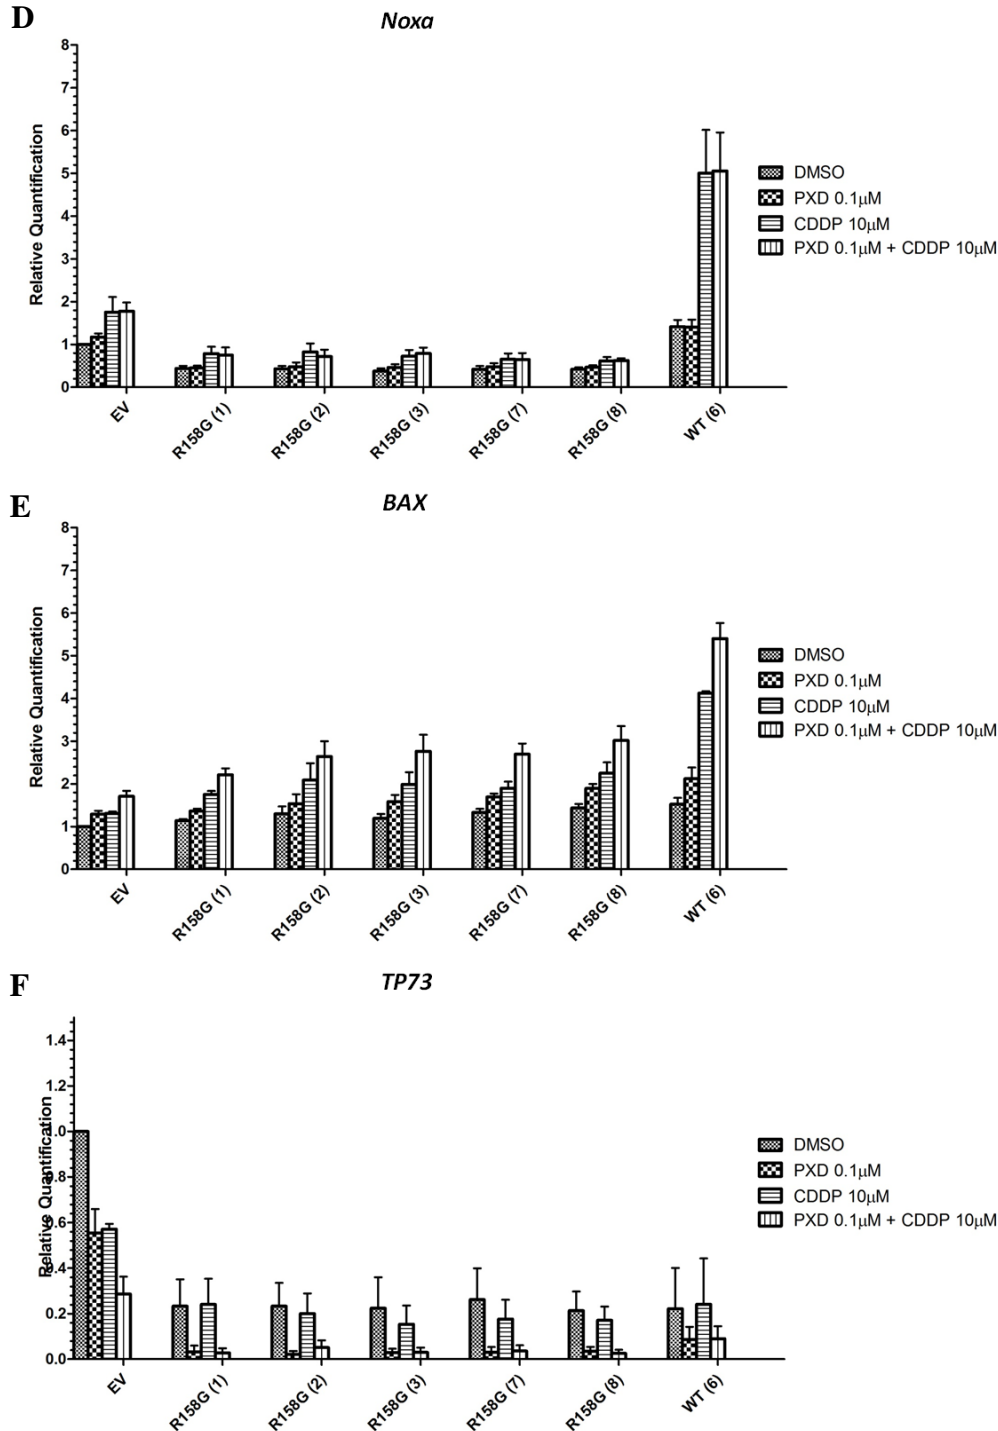 D
Noxa
8
7
6
5
4
3
2
1
0
Relative Quantification
EV
R158G (1)
R158G (2)
R158G (3)
R158G (7)
R158G (8)
WT (6)
DMSO
PXD 0.1μM
CDDP 10μM
PXD 0.1μM + CDDP 10μM
E
BAX
8
7
6
5
4
3
2
1
0
Relative Quantification
EV
R158G (1)
R158G (2)
R158G (3)
R158G (7)
R158G (8)
WT (6)
DMSO
PXD 0.1μM
CDDP 10μM
PXD 0.1μM + CDDP 10μM
F
TP73
1.4
1.2
1.0
0.8
0.6
0.4
0.2
0.0
Relative Quantification
EV
R158G (1)
R158G (2)
R158G (3)
R158G (7)
R158G (8)
WT (6)
DMSO
PXD 0.1μM
CDDP 10μM
PXD 0.1μM + CDDP 10μM